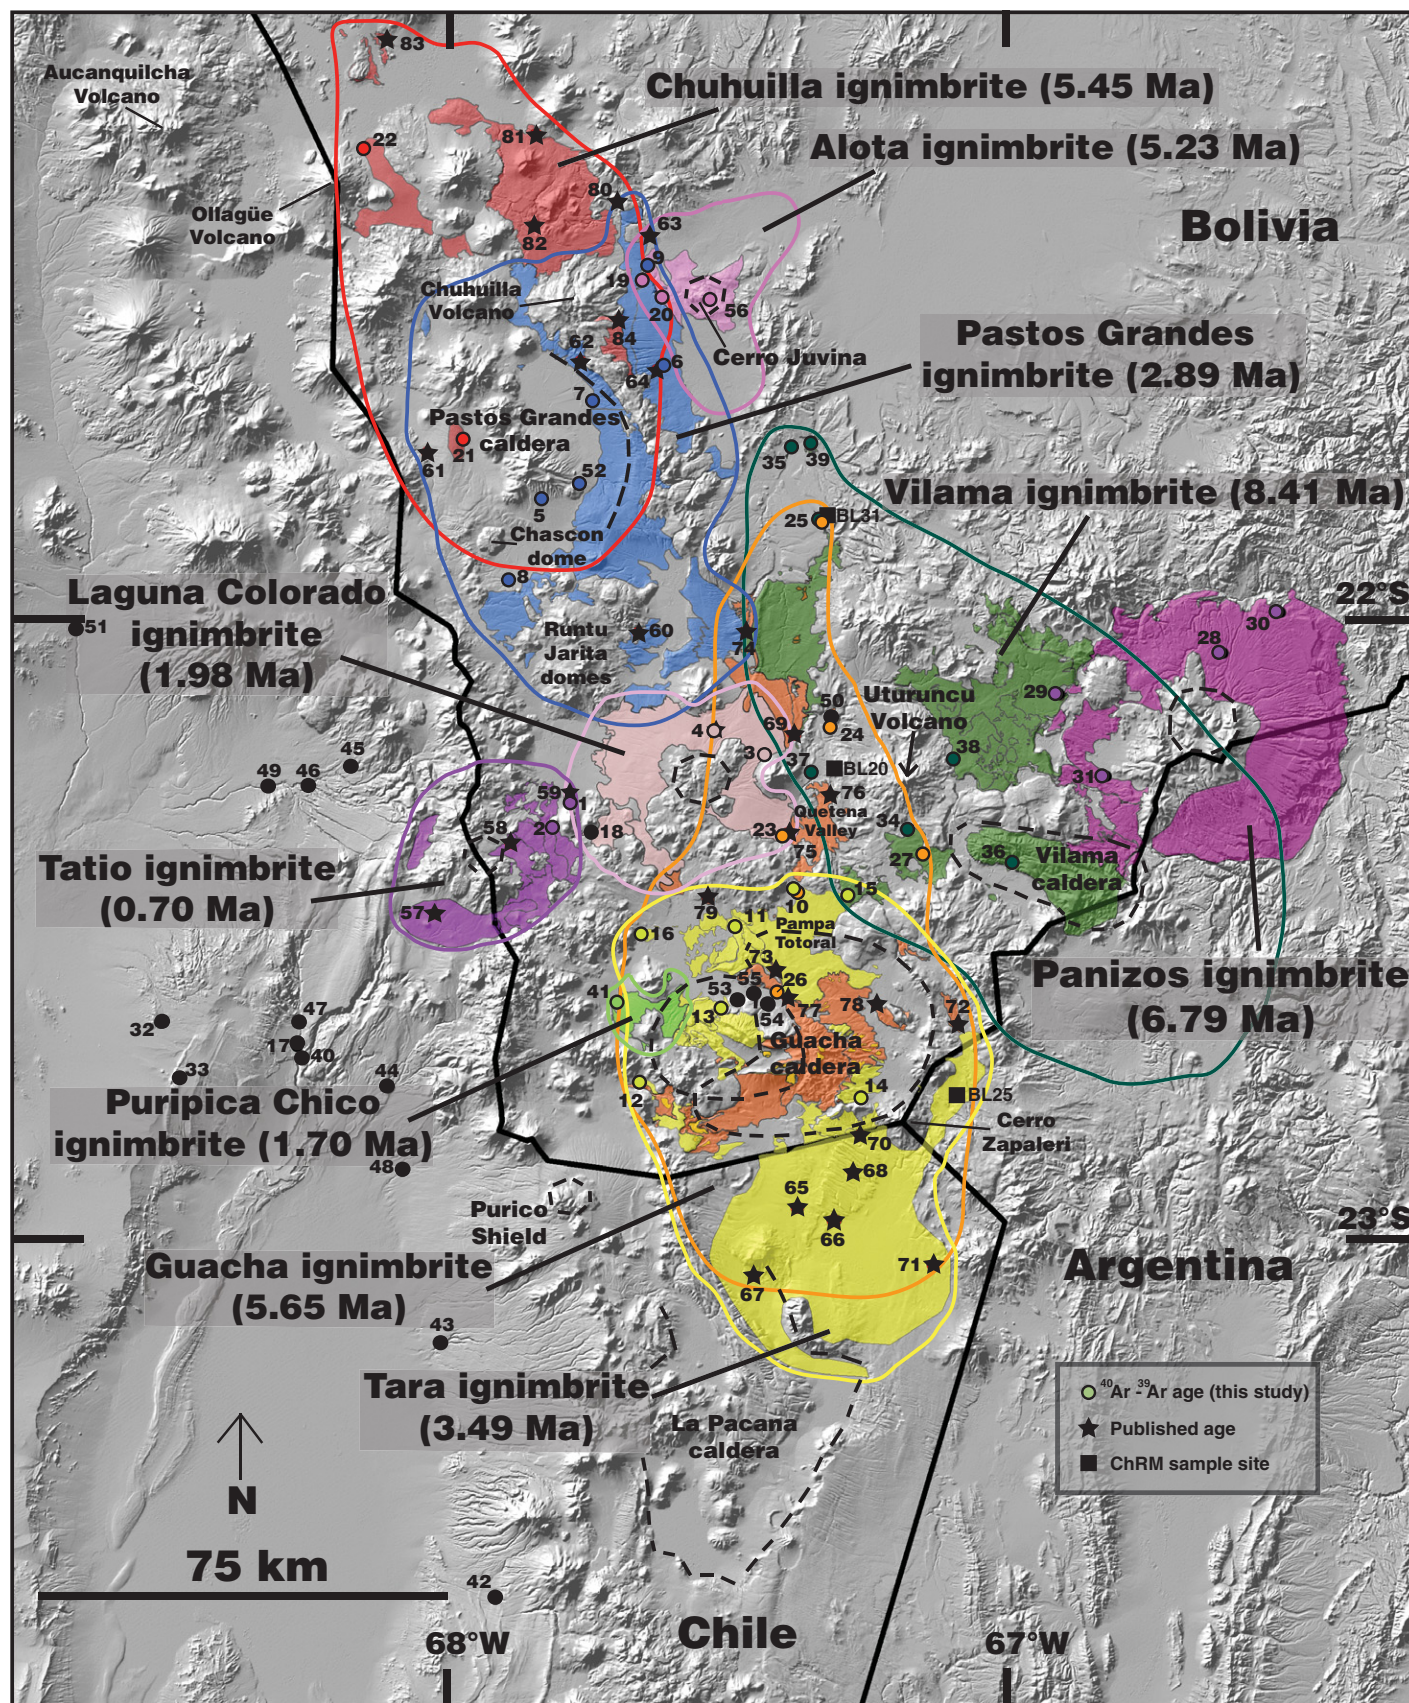 83
Aucanquilcha
Volcano
Chuhuilla ignimbrite (5.45 Ma)
22
81
Alota ignimbrite (5.23 Ma)
80
Ollagüe
Volcano
82
63
Bolivia
9
19
Chuhuilla
Volcano
20
56
84
62
Cerro Juvina
Pastos Grandes
ignimbrite (2.89 Ma)
64
6
7
Pastos Grandes
caldera
61
21
35
39
52
5
Vilama ignimbrite (8.41 Ma)
25
BL31
Chascon
dome
8
Laguna Colorado
ignimbrite
(1.98 Ma)
22°S
51
Runtu
Jarita
domes
60
74
30
28
29
50
Uturuncu
Volcano
4
69
24
3
38
45
49
46
37
BL20
31
59
1
76
Quetena
Valley
58
2
18
23
75
34
27
36
Vilama
caldera
Tatio ignimbrite
(0.70 Ma)
57
79
10
15
11
Pampa
Totoral
16
73
Panizos ignimbrite
(6.79 Ma)
41
53
55
26
13
54
77
78
72
47
32
17
40
Guacha
caldera
33
44
12
14
BL25
Puripica Chico
ignimbrite (1.70 Ma)
Cerro
Zapaleri
70
48
68
65
Purico
Shield
66
23°S
Guacha ignimbrite
(5.65 Ma)
71
Argentina
67
43
Tara ignimbrite
(3.49 Ma)
40Ar -39Ar age (this study)
Published age
ChRM sample site
La Pacana
caldera
N
75 km
42
68°W
Chile
67°W